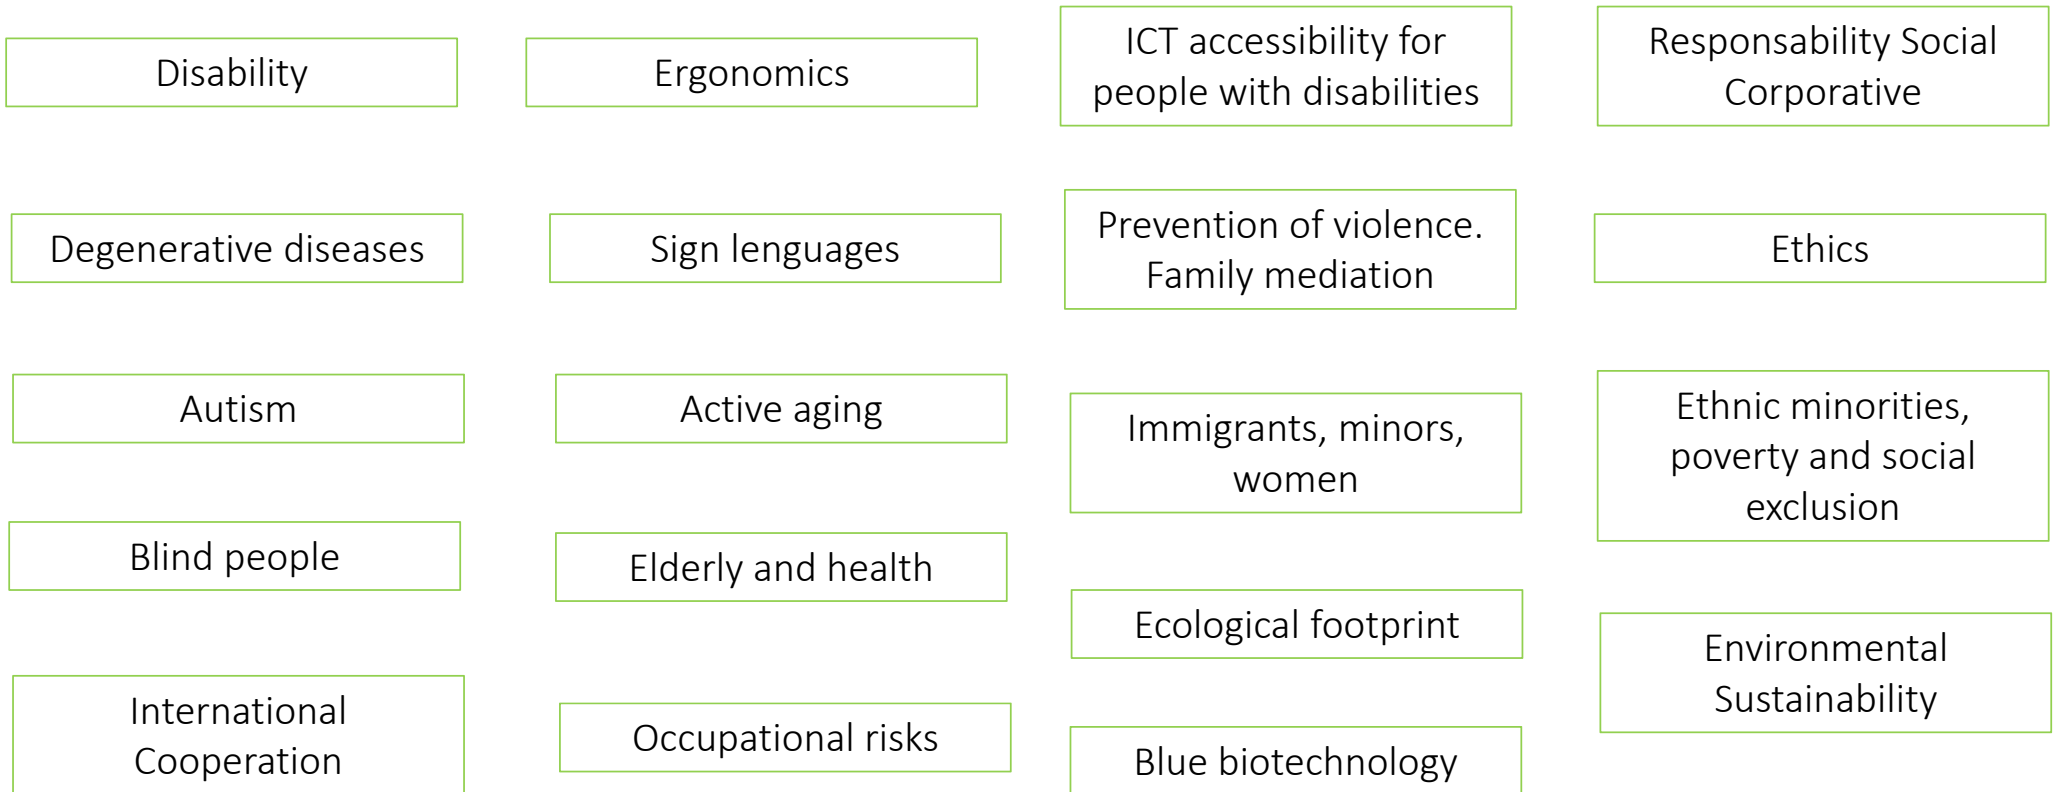 Disability
Ergonomics
ICT accessibility for
people with disabilities
Responsability Social
Corporative
Degenerative diseases
Sign lenguages
Prevention of violence.
Family mediation
Ethics
Autism
Active aging
Immigrants, minors,
women
Ethnic minorities,
poverty and social
exclusion
Blind people
Elderly and health
Ecological footprint
Environmental
Sustainability
International
Cooperation
Occupational risks
Blue biotechnology